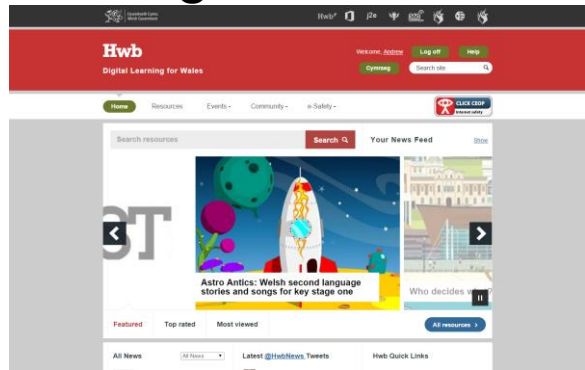 Hwb+
j2e
Hwb
Digital Learning for Wales
Welcome, Andrew
Log off
Help
Cymraeg
Search site
Home
Resources
Events
Community
e-Safety
CLICK CEOP
Internet safety
Search resources
Search
Your News Feed
Show
ST
Astro Antics: Welsh second language
stories and songs for key stage one
Who decides
Featured
Top rated
Most viewed
All resources >
All News
All News
Latest @HwbNews Tweets
Hwb Quick Links